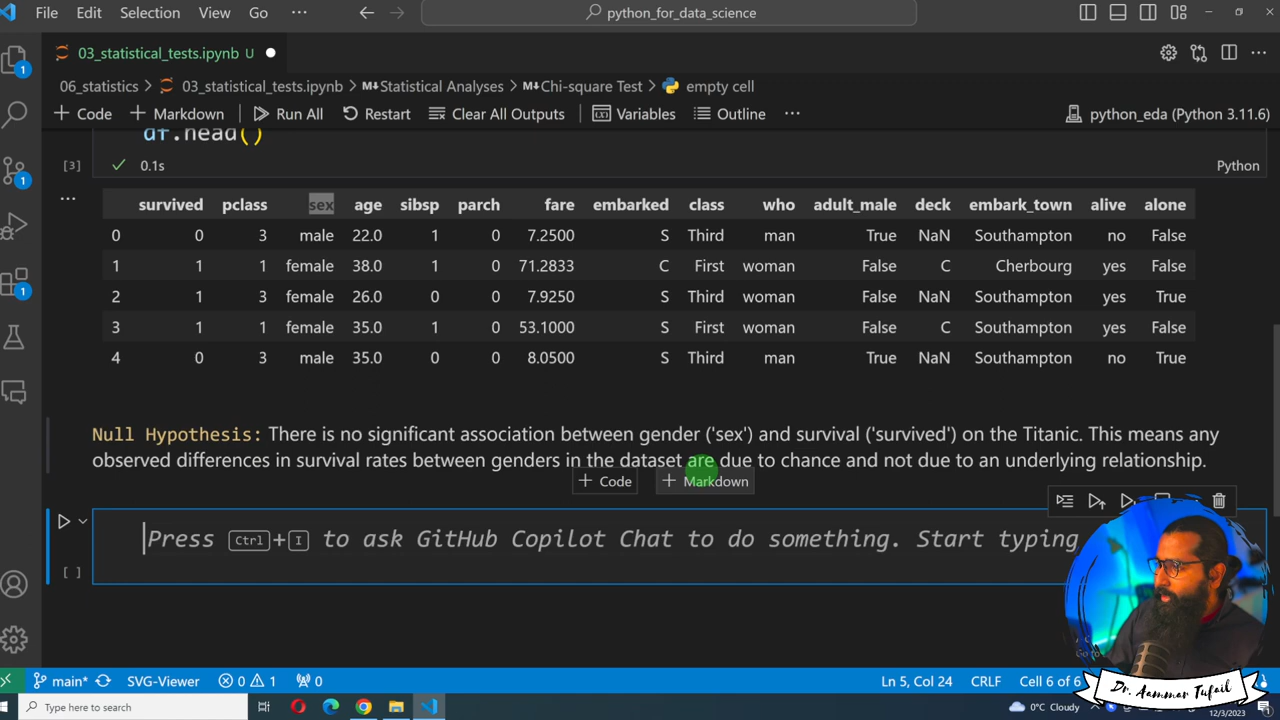 File Edit Selection View Go ··· python_for_data_science
03_statistical_tests.ipynb U
06_statistics > 03_statistical_tests.ipynb > Statistical Analyses > Chi-square Test > empty cell
+ Code + Markdown Run All Restart Clear All Outputs Variables Outline ··· python_eda (Python 3.11.6)
df.head()
[3] 0.1s Python
survived pclass sex age sibsp parch fare embarked class who adult_male deck embark_town alive alone
0 0 3 male 22.0 1 0 7.2500 S Third man True NaN Southampton no False
1 1 1 female 38.0 1 0 71.2833 C First woman False C Cherbourg yes False
2 1 3 female 26.0 0 0 7.9250 S Third woman False NaN Southampton yes True
3 1 1 female 35.0 1 0 53.1000 S First woman False C Southampton yes False
4 0 3 male 35.0 0 0 8.0500 S Third man True NaN Southampton no True
Null Hypothesis: There is no significant association between gender ('sex') and survival ('survived') on the Titanic. This means any
observed differences in survival rates between genders in the dataset are due to chance and not due to an underlying relationship.
+ Code + Markdown
Press Ctrl+I to ask GitHub Copilot Chat to do something. Start typing
[ ]
main* 0 1 0 SVG-Viewer Ln 5, Col 24 CRLF Cell 6 of 6
Dr. Aammar Tufail
Type here to search 0°C Cloudy 12/3/2023